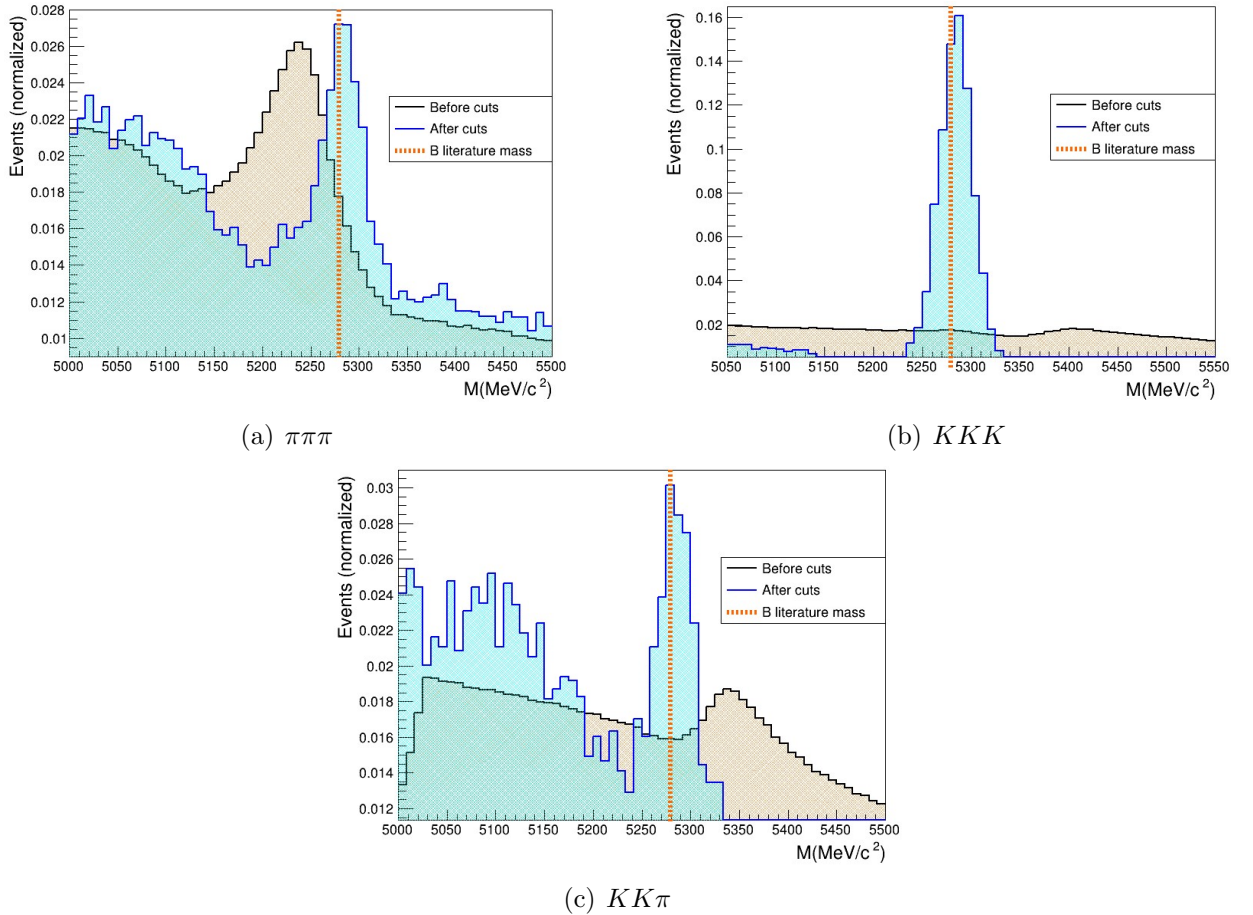 Events (normalized)
0.028
0.026
0.024
0.022
0.02
0.018
0.016
0.014
0.012
0.01
Before cuts
After cuts
B literature mass
5000 5050 5100 5150 5200 5250 5300 5350 5400 5450 5500
M(MeV/c²)
(a) πππ
Events (normalized)
0.16
0.14
0.12
0.1
0.08
0.06
0.04
0.02
Before cuts
After cuts
B literature mass
5050 5100 5150 5200 5250 5300 5350 5400 5450 5500 5550
M(MeV/c²)
(b) KKK
Events (normalized)
0.03
0.028
0.026
0.024
0.022
0.02
0.018
0.016
0.014
0.012
Before cuts
After cuts
B literature mass
5000 5050 5100 5150 5200 5250 5300 5350 5400 5450 5500
M(MeV/c²)
(c) KKπ